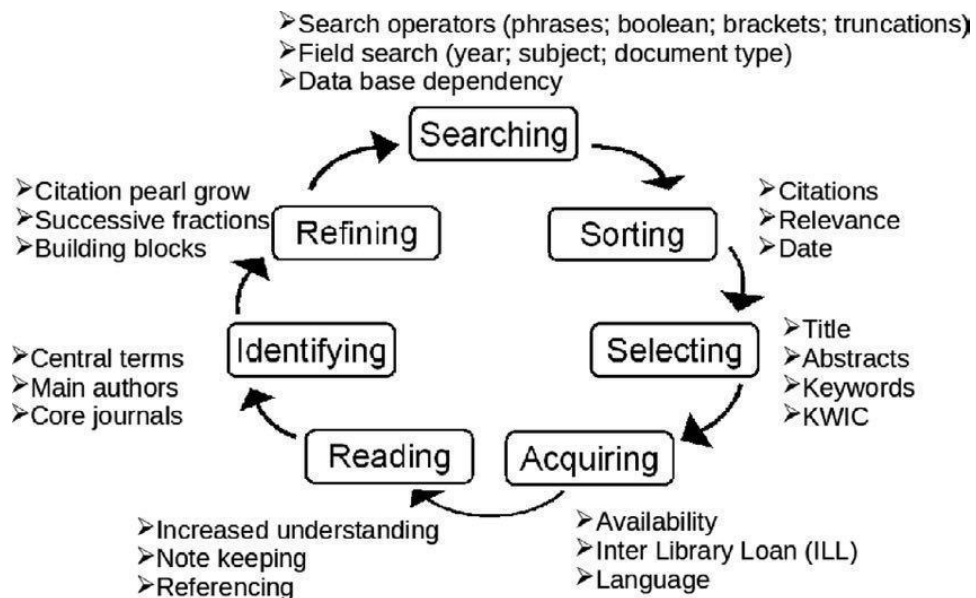 ➢Search operators (phrases; boolean; brackets; truncations)
➢Field search (year; subject; document type)
➢Data base dependency
Searching
➢Citations
➢Relevance
➢Date
Sorting
➢Title
➢Abstracts
➢Keywords
➢KWIC
Selecting
Acquiring
➢Availability
➢Inter Library Loan (ILL)
➢Language
Reading
➢Increased understanding
➢Note keeping
➢Referencing
Identifying
➢Central terms
➢Main authors
➢Core journals
Refining
➢Citation pearl grow
➢Successive fractions
➢Building blocks